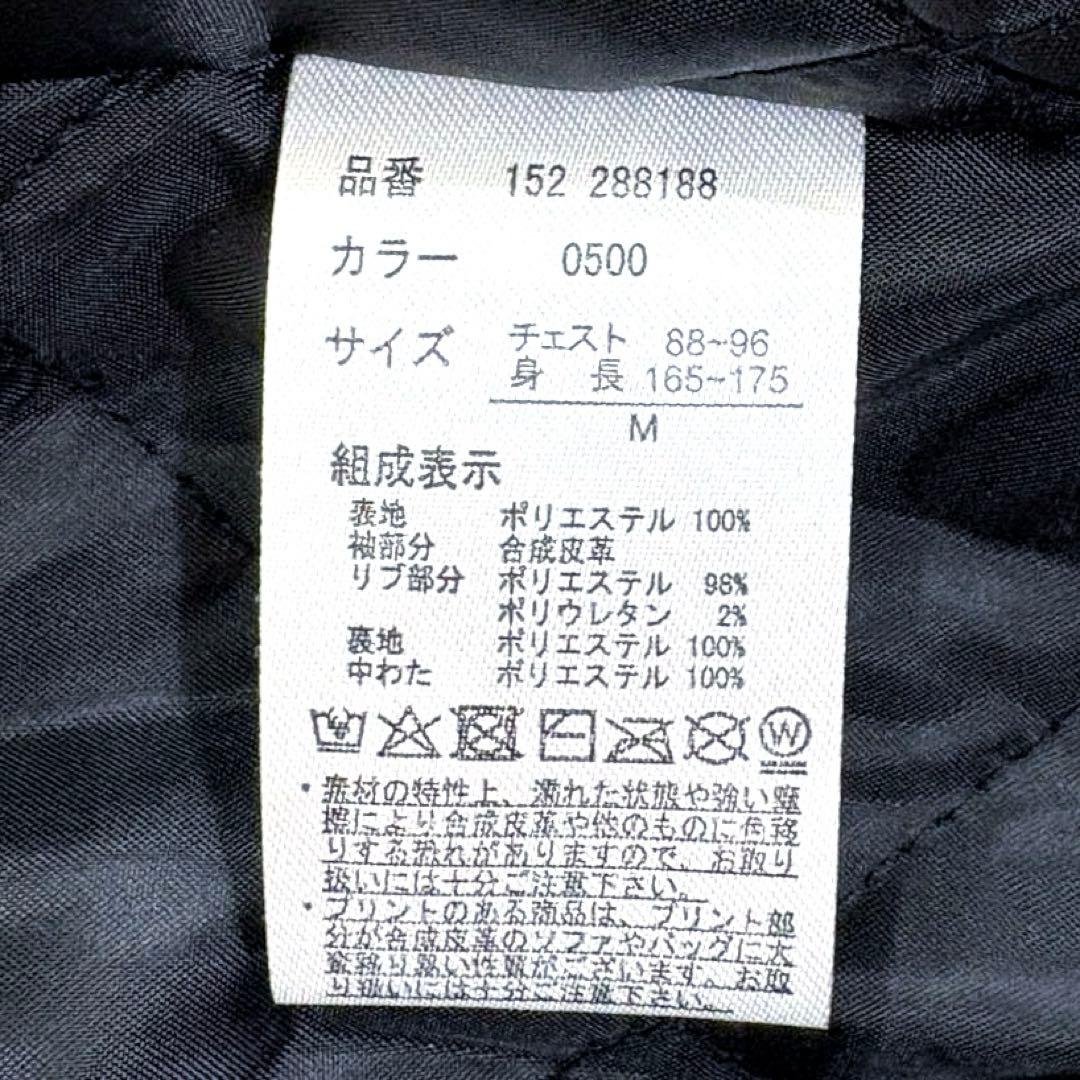 品番 152 288188
カラー 0500
サイズ チェスト 88~96
身 長 165~175
M
組成表示
表地 ポリエステル 100%
袖部分 合成皮革
リブ部分 ポリエステル 98%
ポリウレタン 2%
裏地 ポリエステル 100%
中わた ポリエステル 100%
W
・素材の特性上、濡れた状態や強い摩
擦により合成皮革や他のものに色移
りする恐れがありますので、お取り
扱いには十分ご注意下さい。
・プリントのある商品は、プリント部
分が合成皮革のソファやバッグに大
変移り易い性質がございます。お取
り扱いには十分ご注意下さい。